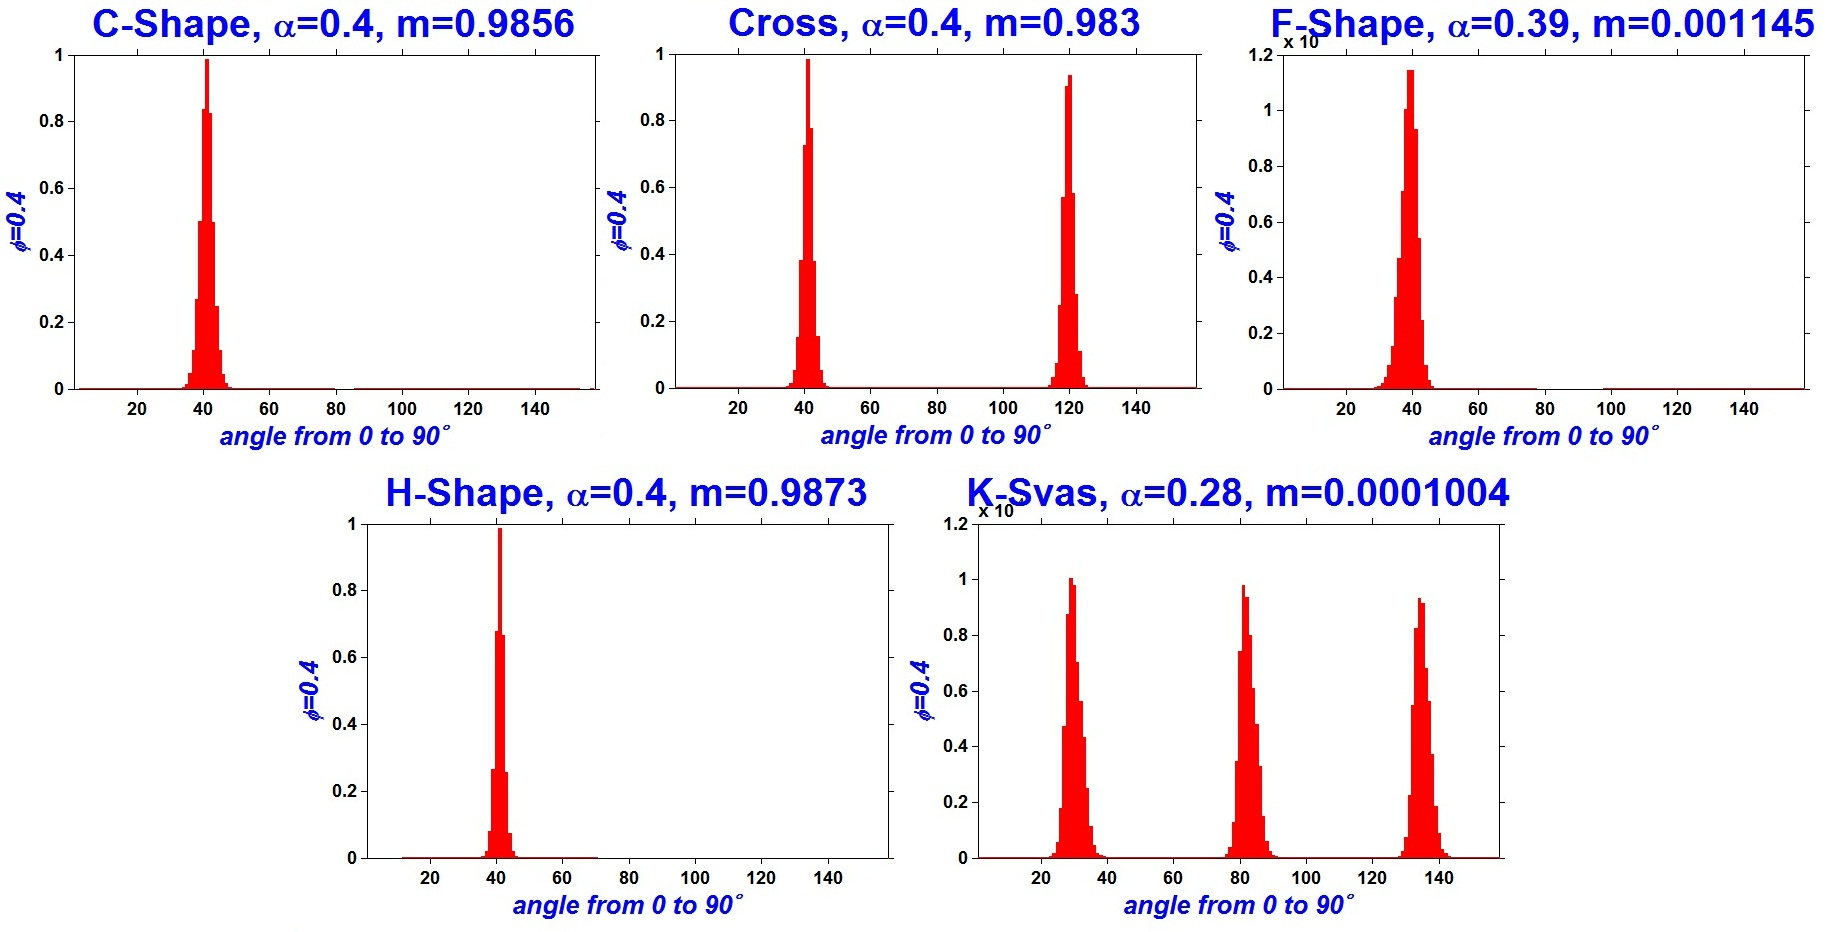 C-Shape, α=0.4, m=0.9856
1
0.8
0.6
0.4
0.2
0
ϕ=0.4
20 40 60 80 100 120 140
angle from 0 to 90°
Cross, α=0.4, m=0.983
1
0.8
0.6
0.4
0.2
0
ϕ=0.4
20 40 60 80 100 120 140
angle from 0 to 90°
F-Shape, α=0.39, m=0.001145
x 10
1.2
1
0.8
0.6
0.4
0.2
0
ϕ=0.4
20 40 60 80 100 120 140
angle from 0 to 90°
H-Shape, α=0.4, m=0.9873
1
0.8
0.6
0.4
0.2
0
ϕ=0.4
20 40 60 80 100 120 140
angle from 0 to 90°
K-Svas, α=0.28, m=0.0001004
x 10
1.2
1
0.8
0.6
0.4
0.2
0
ϕ=0.4
20 40 60 80 100 120 140
angle from 0 to 90°